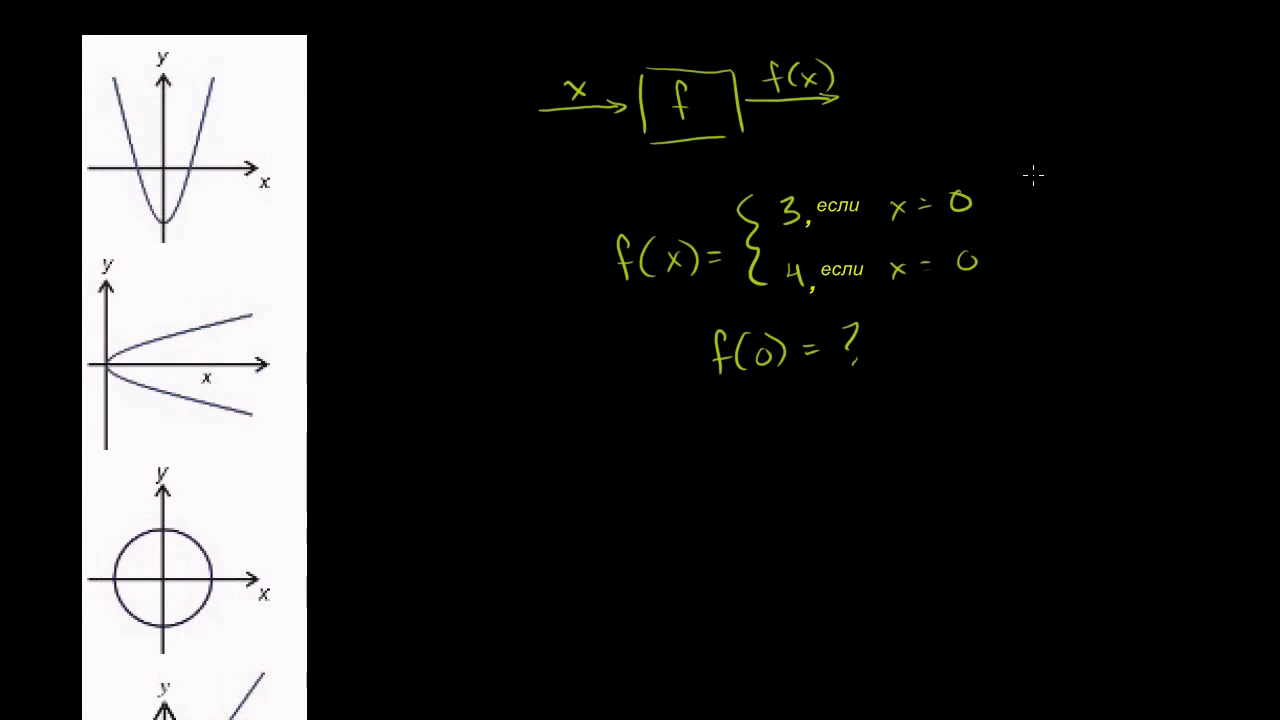 y
x
y
x
y
x
y
x f f(x)
f(x) = { 3, если x = 0
4, если x = 0
f(0) = ?